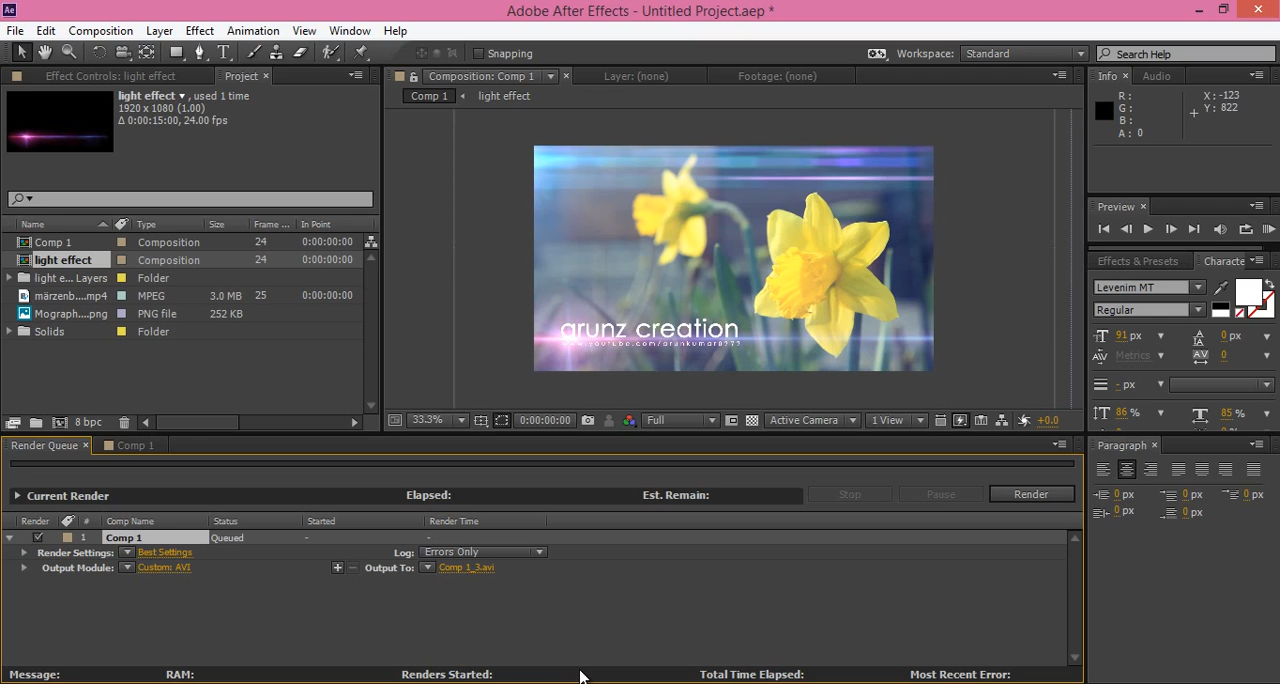 Adobe After Effects - Untitled Project.aep *
File Edit Composition Layer Effect Animation View Window Help
Snapping
Workspace: Standard
Search Help
Effect Controls: light effect
Project
light effect , used 1 time
1920 x 1080 (1.00)
Δ 0:00:15:00, 24.00 fps
Name Type Size Frame ... In Point
Comp 1 Composition 24 0:00:00:00
light effect Composition 24 0:00:00:00
light e... Layers Folder
märzenb....mp4 MPEG 3.0 MB 25 0:00:00:00
Mograph....png PNG file 252 KB
Solids Folder
8 bpc
Composition: Comp 1
Layer: (none)
Footage: (none)
Comp 1 light effect
arunz creation
33.3% 0:00:00:00 Full Active Camera 1 View +0.0
Info Audio
R: X: -123
G: Y: 822
B:
A: 0
Preview
Effects & Presets Characte
Levenim MT
Regular
91 px 0 px
Metrics 0
- px
86 % 85 %
Render Queue Comp 1
Current Render Elapsed: Est. Remain: Stop Pause Render
Render # Comp Name Status Started Render Time
1 Comp 1 Queued - -
Render Settings: Best Settings Log: Errors Only
Output Module: Custom: AVI Output To: Comp 1_3.avi
Message: RAM: Renders Started: Total Time Elapsed: Most Recent Error:
Paragraph
0 px 0 px 0 px
0 px 0 px